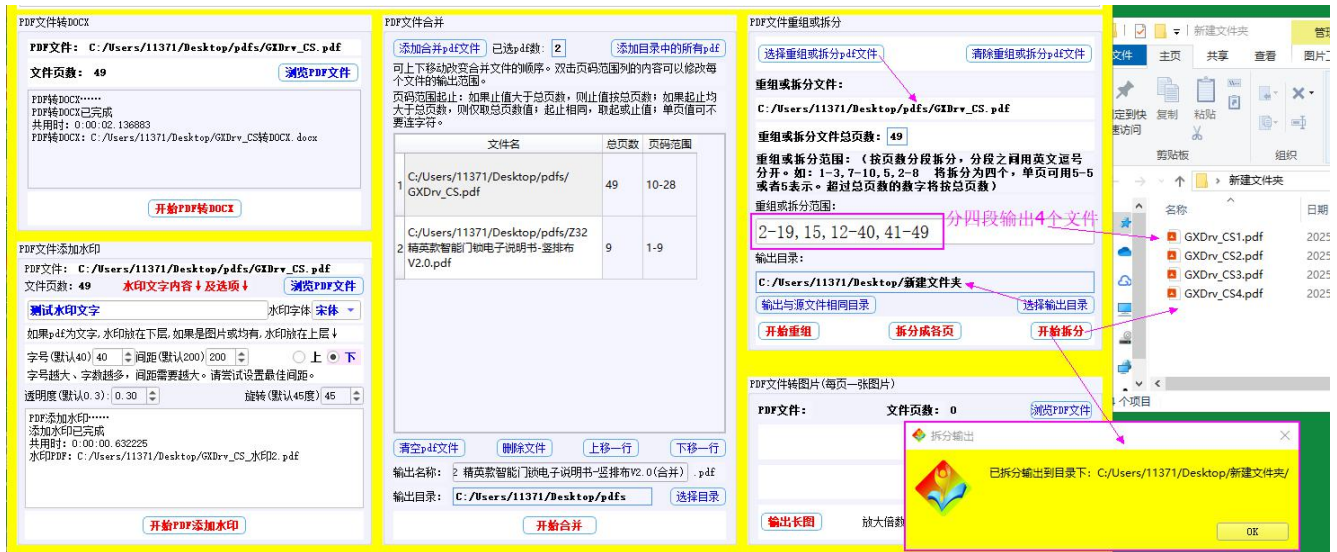 PDF文件转DOCX
PDF文件: C:/Users/11371/Desktop/pdfs/GXDrv_CS.pdf
文件页数: 49
浏览PDF文件
PDF转DOCX······
PDF转DOCX已完成
共用时: 0:00:02.136883
PDF转DOCX: C:/Users/11371/Desktop/GXDrv_CS转DOCX.docx
开始PDF转DOCX
PDF文件添加水印
PDF文件: C:/Users/11371/Desktop/pdfs/GXDrv_CS.pdf
文件页数: 49 水印文字内容↓及选项↓ 浏览PDF文件
测试水印文字 水印字体 宋体
如果pdf为文字,水印放在下层,如果是图片或均有,水印放在上层↓
字号(默认40) 40 间距(默认200) 200 上 下
字号越大、字数越多，间距需要越大。请尝试设置最佳间距。
透明度(默认0.3): 0.30 旋转(默认45度) 45
PDF添加水印······
添加水印已完成
共用时: 0:00:00.632225
水印PDF: C:/Users/11371/Desktop/GXDrv_CS_水印2.pdf
开始PDF添加水印
PDF文件合并
添加合并pdf文件 已选pdf数: 2 添加目录中的所有pdf
可上下移动改变合并文件的顺序。双击页码范围列的内容可以修改每
个文件的输出范围。
页码范围起止：如果止值大于总页数，则止值按总页数；如果起止均
大于总页数，则仅取总页数值；起止相同，取起或止值；单页值可不
要连字符。
文件名 总页数 页码范围
1 C:/Users/11371/Desktop/pdfs/
GXDrv_CS.pdf 49 10-28
2 C:/Users/11371/Desktop/pdfs/Z32
精英款智能门锁电子说明书-竖排布
V2.0.pdf 9 1-9
清空pdf文件 删除文件 上移一行 下移一行
输出名称: 2 精英款智能门锁电子说明书-竖排布V2.0(合并) .pdf
输出目录: C:/Users/11371/Desktop/pdfs 选择目录
开始合并
PDF文件重组或拆分
选择重组或拆分pdf文件 清除重组或拆分pdf文件
重组或拆分文件:
C:/Users/11371/Desktop/pdfs/GXDrv_CS.pdf
重组或拆分文件总页数: 49
重组或拆分范围：（按页数分段拆分，分段之间用英文逗号
分开。如：1-3,7-10,5,2-8 将拆分为四个，单页可用5-5
或者5表示。超过总页数的数字将按总页数）
重组或拆分范围:
2-19,15,12-40,41-49
分四段输出4个文件
输出目录:
C:/Users/11371/Desktop/新建文件夹
输出与源文件相同目录 选择输出目录
开始重组 拆分成各页 开始拆分
PDF文件转图片(每页一张图片)
PDF文件: 文件页数: 0 浏览PDF文件
输出长图 放大倍数
新建文件夹 管
文件 主页 共享 查看 图片工
复制 粘贴
剪贴板 组织
新建文件夹
名称 日期
GXDrv_CS1.pdf 2025
GXDrv_CS2.pdf 2025
GXDrv_CS3.pdf 2025
GXDrv_CS4.pdf 2025
个项目
拆分输出
已拆分输出到目录下: C:/Users/11371/Desktop/新建文件夹/
OK